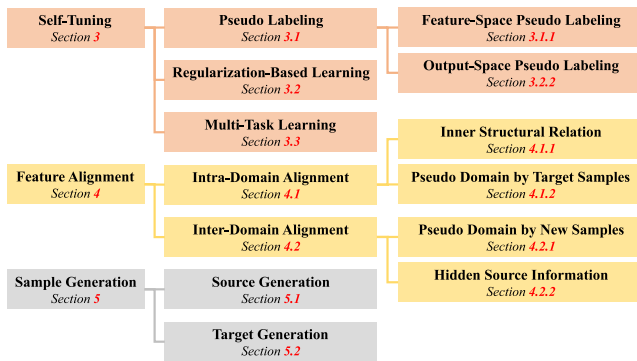 Self-Tuning
Section 3
Pseudo Labeling
Section 3.1
Feature-Space Pseudo Labeling
Section 3.1.1
Output-Space Pseudo Labeling
Section 3.2.2
Regularization-Based Learning
Section 3.2
Multi-Task Learning
Section 3.3
Feature Alignment
Section 4
Intra-Domain Alignment
Section 4.1
Inner Structural Relation
Section 4.1.1
Pseudo Domain by Target Samples
Section 4.1.2
Inter-Domain Alignment
Section 4.2
Pseudo Domain by New Samples
Section 4.2.1
Hidden Source Information
Section 4.2.2
Sample Generation
Section 5
Source Generation
Section 5.1
Target Generation
Section 5.2